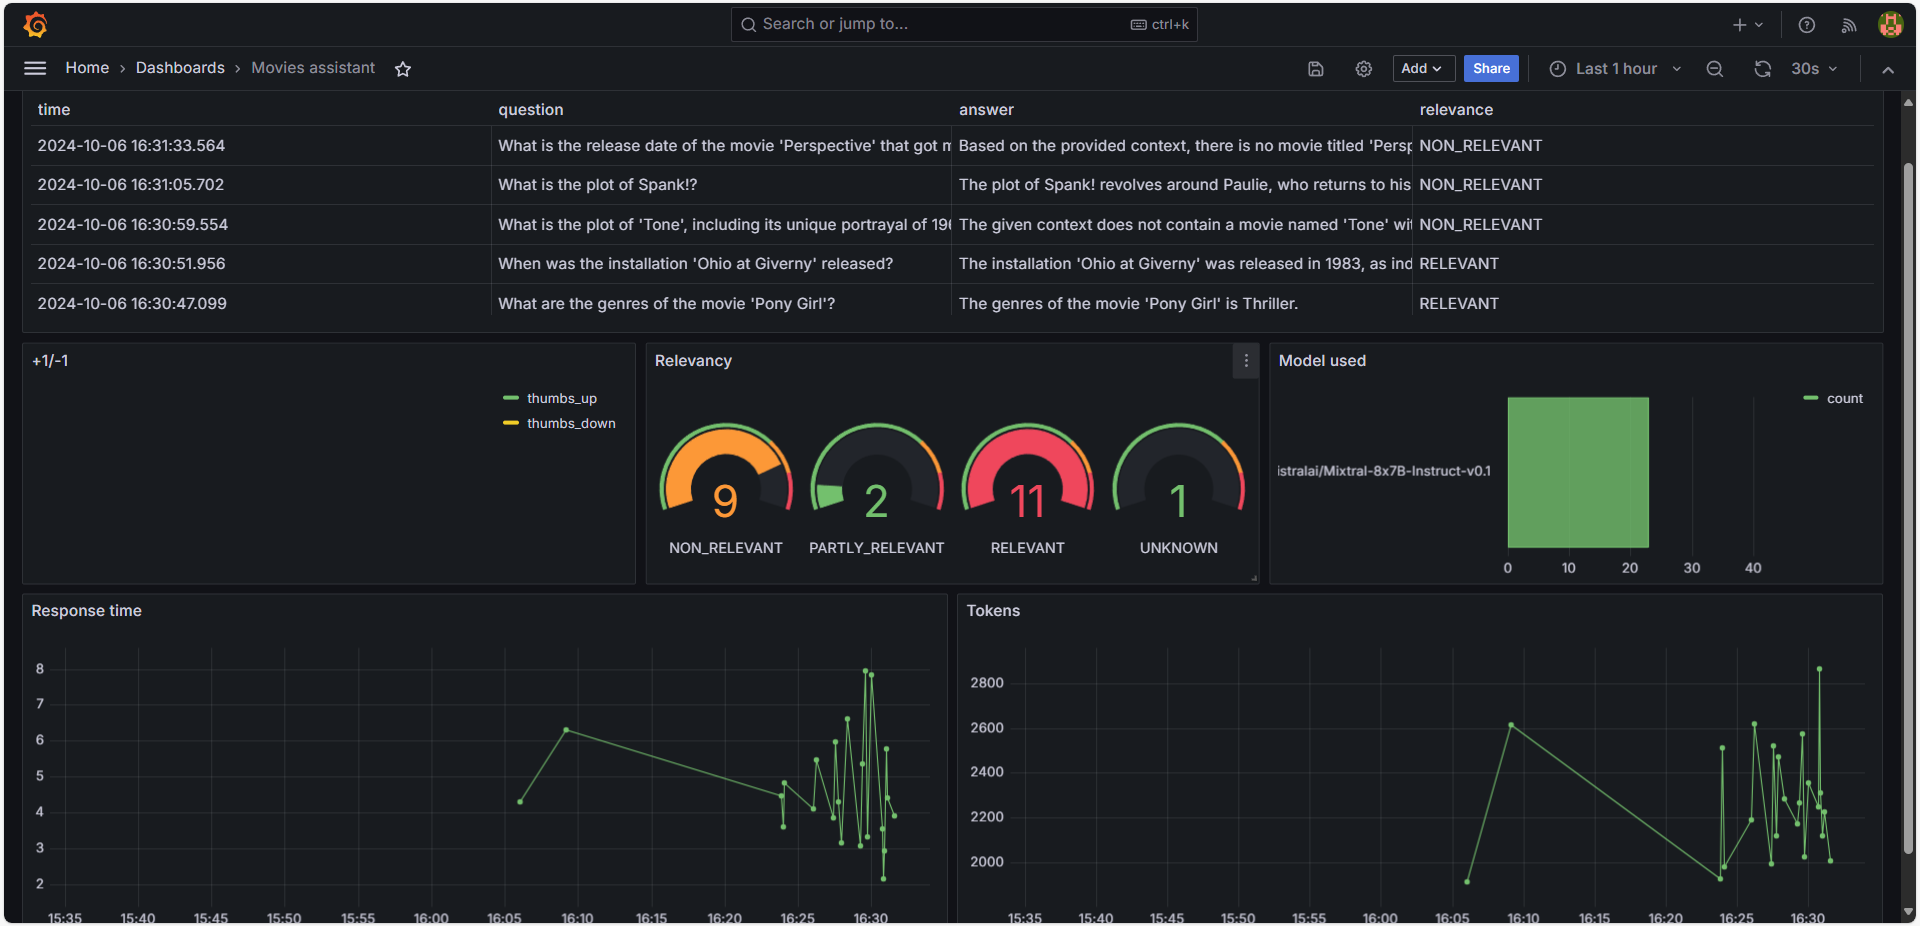 Search or jump to... ctrl+k
Home › Dashboards › Movies assistant Add Share Last 1 hour 30s
time question answer relevance
2024-10-06 16:31:33.564 What is the release date of the movie 'Perspective' that got m Based on the provided context, there is no movie titled 'Persp NON_RELEVANT
2024-10-06 16:31:05.702 What is the plot of Spank!? The plot of Spank! revolves around Paulie, who returns to his NON_RELEVANT
2024-10-06 16:30:59.554 What is the plot of 'Tone', including its unique portrayal of 196 The given context does not contain a movie named 'Tone' wi NON_RELEVANT
2024-10-06 16:30:51.956 When was the installation 'Ohio at Giverny' released? The installation 'Ohio at Giverny' was released in 1983, as ind RELEVANT
2024-10-06 16:30:47.099 What are the genres of the movie 'Pony Girl'? The genres of the movie 'Pony Girl' is Thriller. RELEVANT
+1/-1
thumbs_up
thumbs_down
Relevancy
9 2 11 1
NON_RELEVANT PARTLY_RELEVANT RELEVANT UNKNOWN
Model used
count
istralai/Mixtral-8x7B-Instruct-v0.1
0 10 20 30 40
Response time
8
7
6
5
4
3
2
15:35 15:40 15:45 15:50 15:55 16:00 16:05 16:10 16:15 16:20 16:25 16:30
Tokens
2800
2600
2400
2200
2000
15:35 15:40 15:45 15:50 15:55 16:00 16:05 16:10 16:15 16:20 16:25 16:30